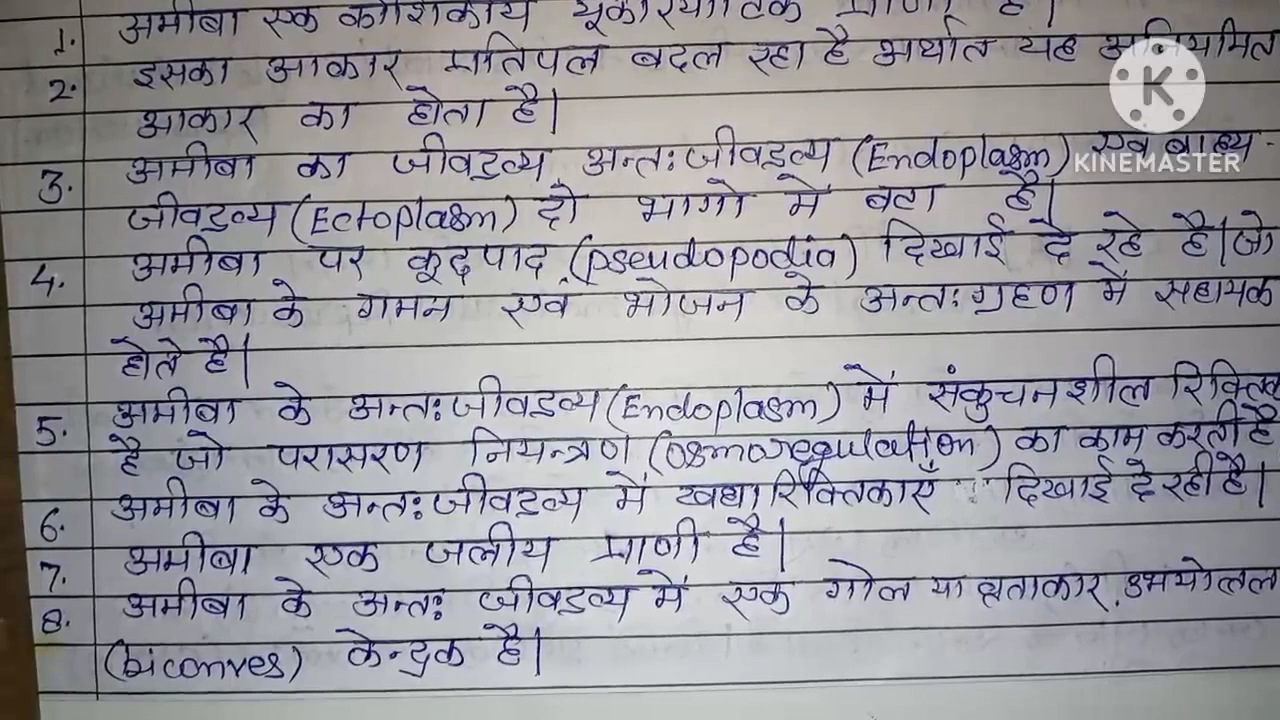 1. अमीबा एक कोशिकीय यूकैरियोटिक प्राणी है।
2. इसका आकार प्रतिपल बदल रहा है अर्थात यह अनियमित
आकार का होता है।
3. अमीबा का जीवद्रव्य अन्तः जीवद्रव्य (Endoplasm) एव बाह्य-
जीवद्रव्य (Ectoplasm) दो भागो में बटा है।
4. अमीबा पर कूदपाद (pseudopodia) दिखाई दे रहे है। जो
अमीबा के गमन एवं भोजन के अन्तः ग्रहण में सहायक
होते है।
5. अमीबा के अन्तः जीवद्रव्य (Endoplasm) में संकुचनशील
है जो परासरण नियन्त्रण (osmoregulation) का काम करती है
6. अमीबा के अन्तः जीवद्रव्य में खाद्य रिक्तिकाएँ दिखाई दे रही है।
7. अमीबा एक जलीय प्राणी है।
8. अमीबा के अन्तः जीवद्रव्य में एक गोल या वृताकार, उभयोतल
(biconves) केन्द्रक है।
K
KINEMASTER